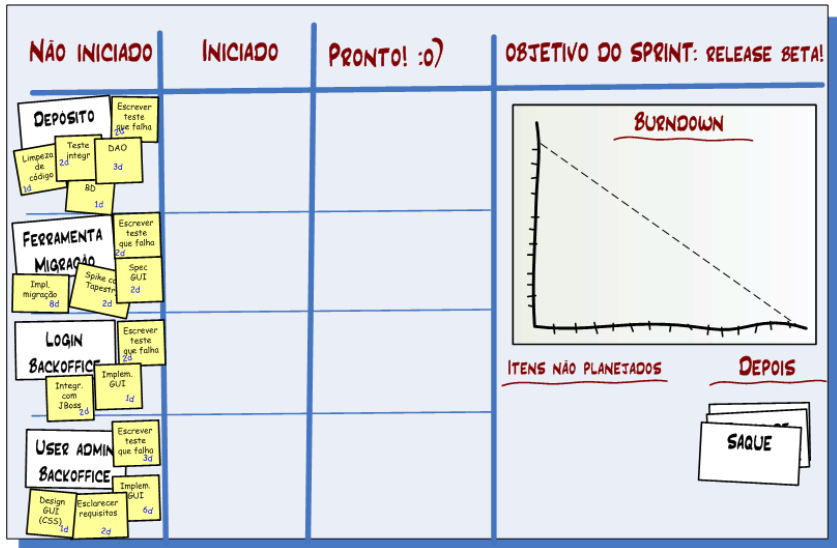 NÃO INICIADO
INICIADO
PRONTO! :o)
OBJETIVO DO SPRINT: RELEASE BETA!
DEPÓSITO
Escrever
teste
que falha
2d
Limpeza
de
código
1d
Teste
integr
2d
DAO
3d
BD
1d
FERRAMENTA
MIGRAÇÃO
Escrever
teste
que falha
2d
Impl.
migração
8d
Spike co
Tapestr
2d
Spec
GUI
2d
LOGIN
BACKOFFICE
Escrever
teste
que falha
2d
Integr.
com
JBoss
2d
Implem.
GUI
1d
USER ADMIN
BACKOFFICE
Escrever
teste
que falha
3d
Design
GUI
(CSS)
1d
Esclarecer
requisitos
2d
Implem.
GUI
6d
BURNDOWN
ITENS NÃO PLANEJADOS
DEPOIS
SAQUE